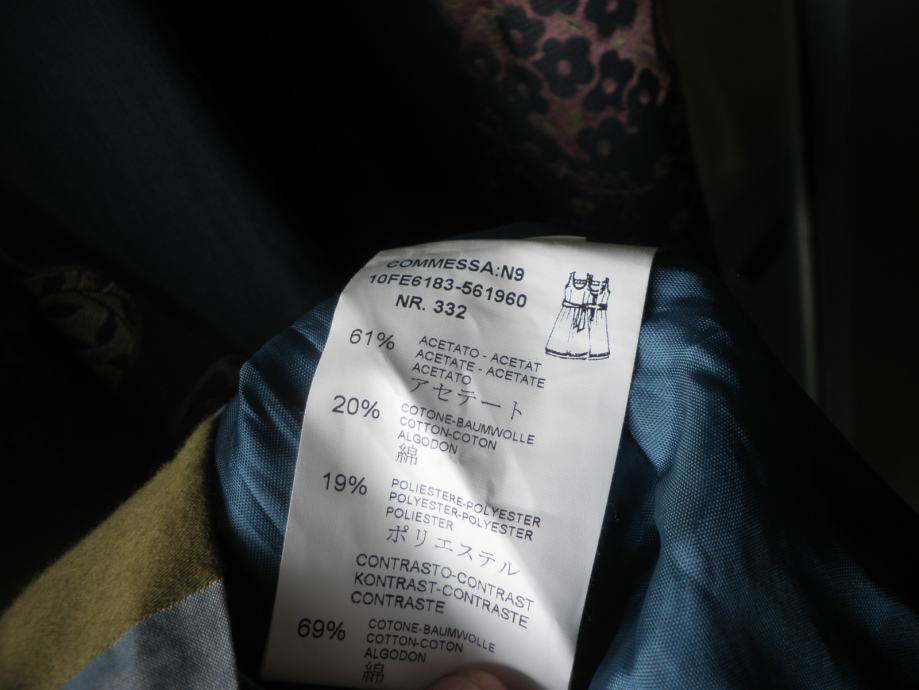 COMMESSA:N9
10FE6183-561960
NR. 332
61% ACETATO - ACETAT
ACETATE - ACETATE
ACETATO
アセテート
20% COTONE-BAUMWOLLE
COTTON-COTON
ALGODON
綿
19% POLIESTERE-POLYESTER
POLYESTER-POLYESTER
POLIESTER
ポリエステル
CONTRASTO-CONTRAST
KONTRAST-CONTRASTE
CONTRASTE
69% COTONE-BAUMWOLLE
COTTON-COTON
ALGODON
綿